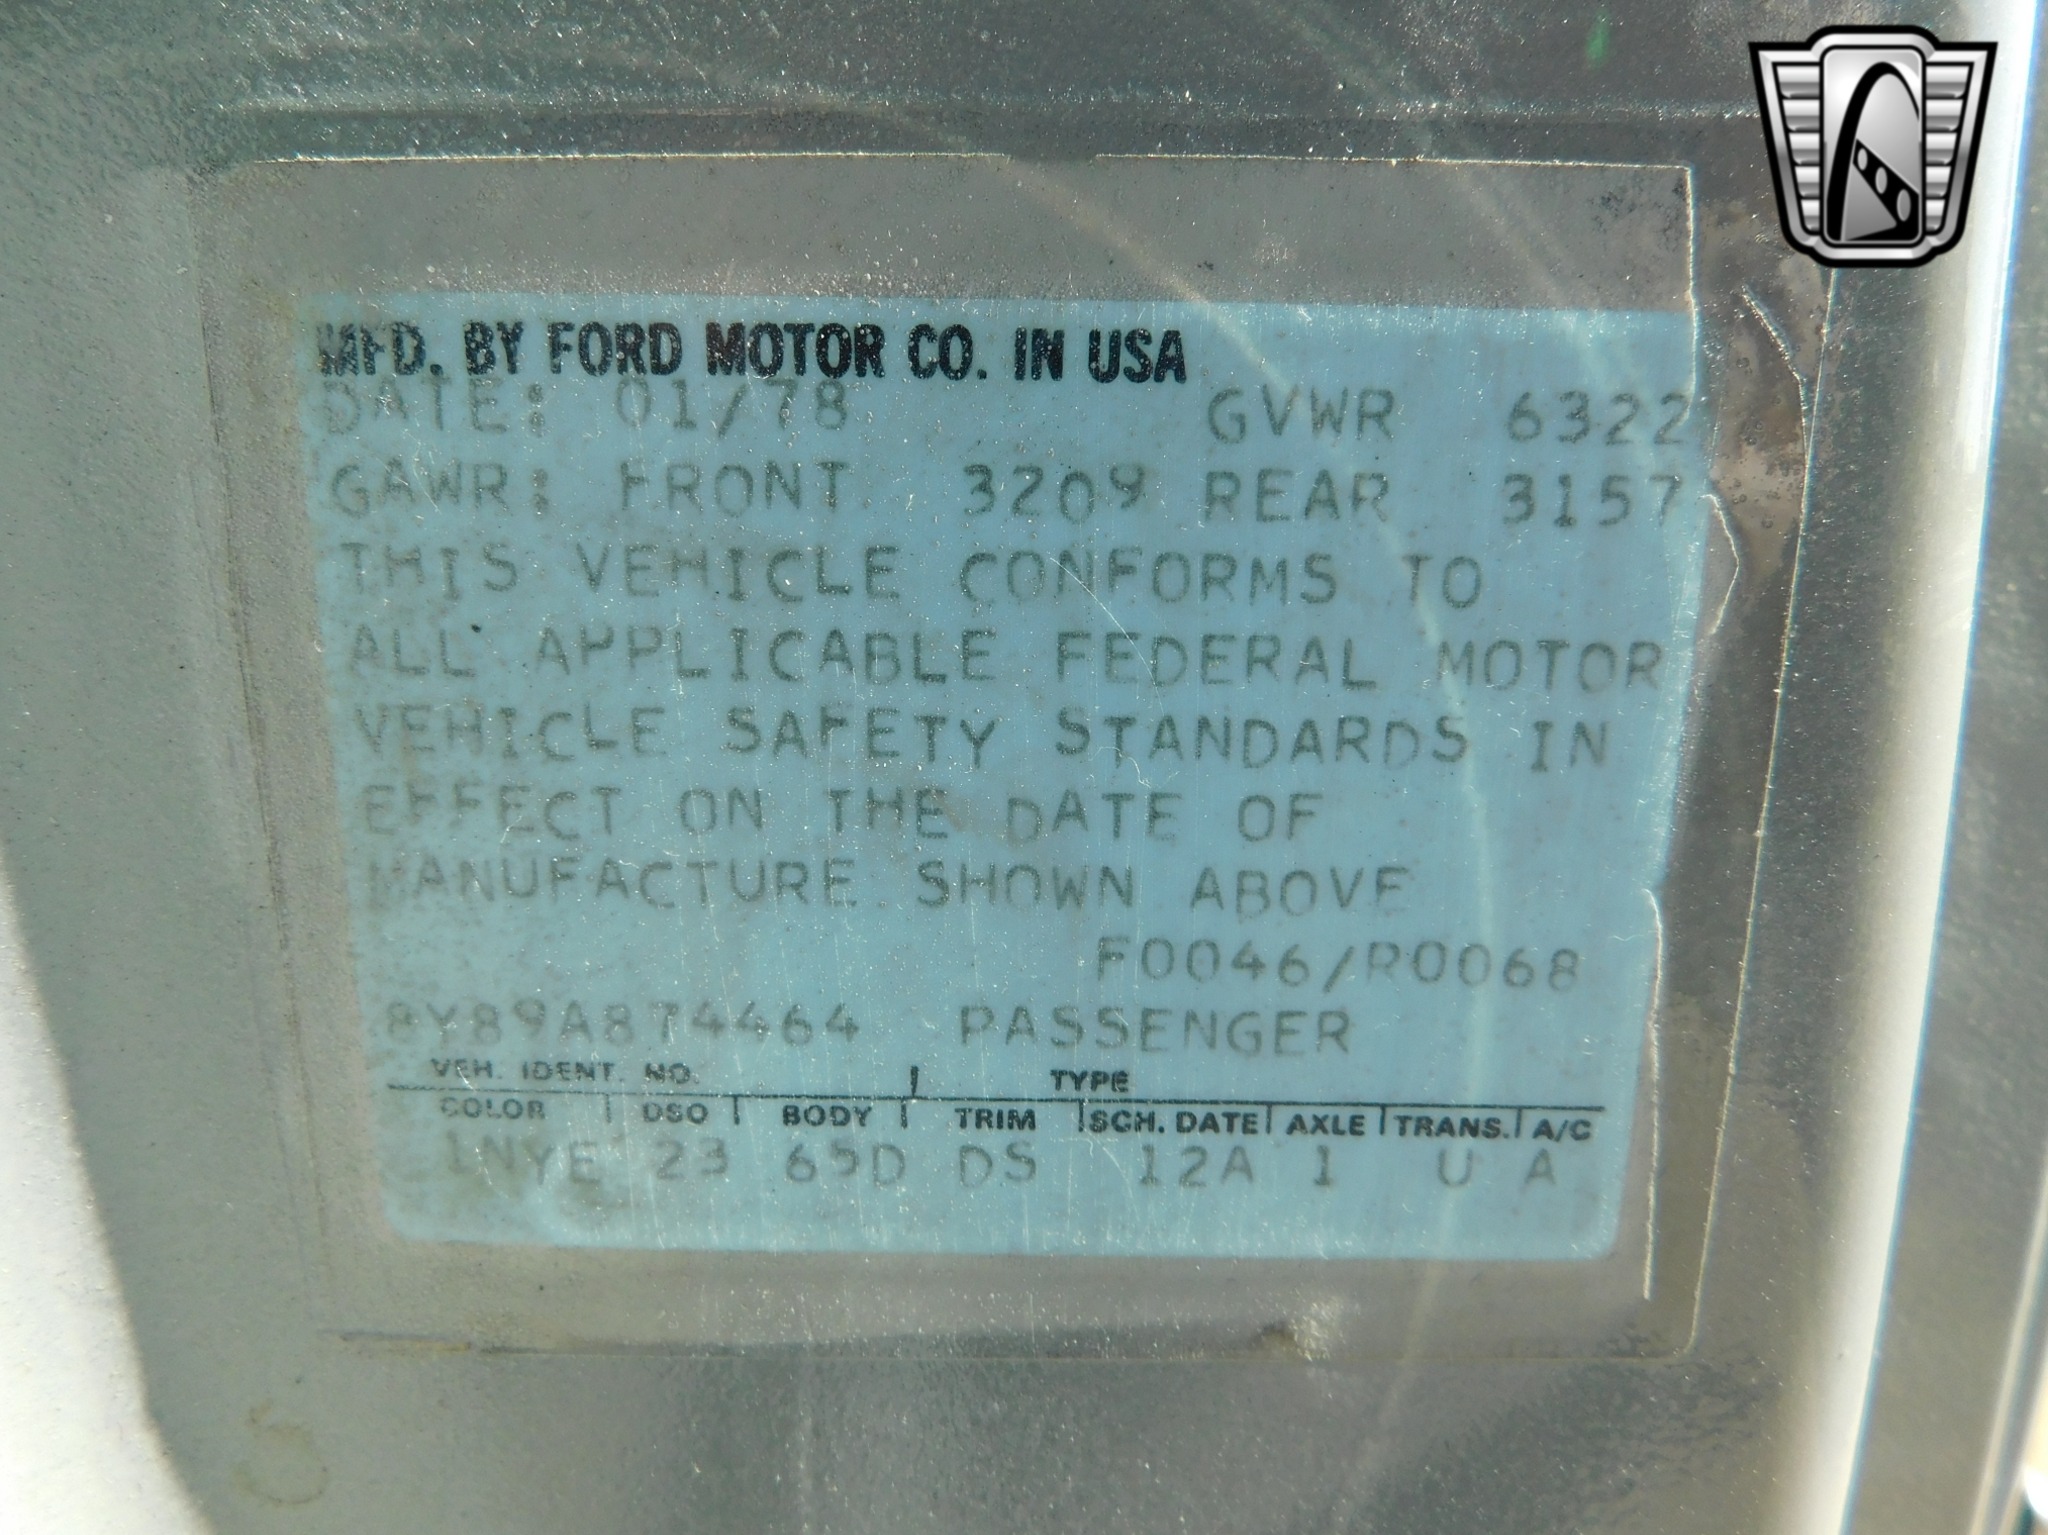 MFD. BY FORD MOTOR CO. IN USA
DATE: 01/78 GVWR 6322
GAWR: FRONT 3209 REAR 3157
THIS VEHICLE CONFORMS TO
ALL APPLICABLE FEDERAL MOTOR
VEHICLE SAFETY STANDARDS IN
EFFECT ON THE DATE OF
MANUFACTURE SHOWN ABOVE
F0046/R0068
8Y89A874464 PASSENGER
VEH. IDENT. NO. TYPE
COLOR DSO BODY TRIM SCH. DATE AXLE TRANS. A/C
1NYE 23 65D DS 12A 1 U A